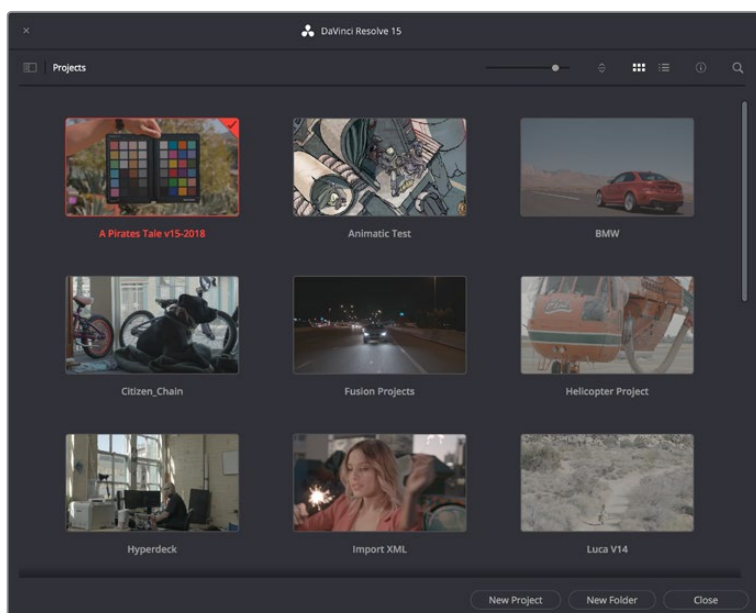 DaVinci Resolve 15
Projects
A Pirates Tale v15-2018
Animatic Test
BMW
Citizen_Chain
Fusion Projects
Helicopter Project
Hyperdeck
Import XML
Luca V14
New Project
New Folder
Close